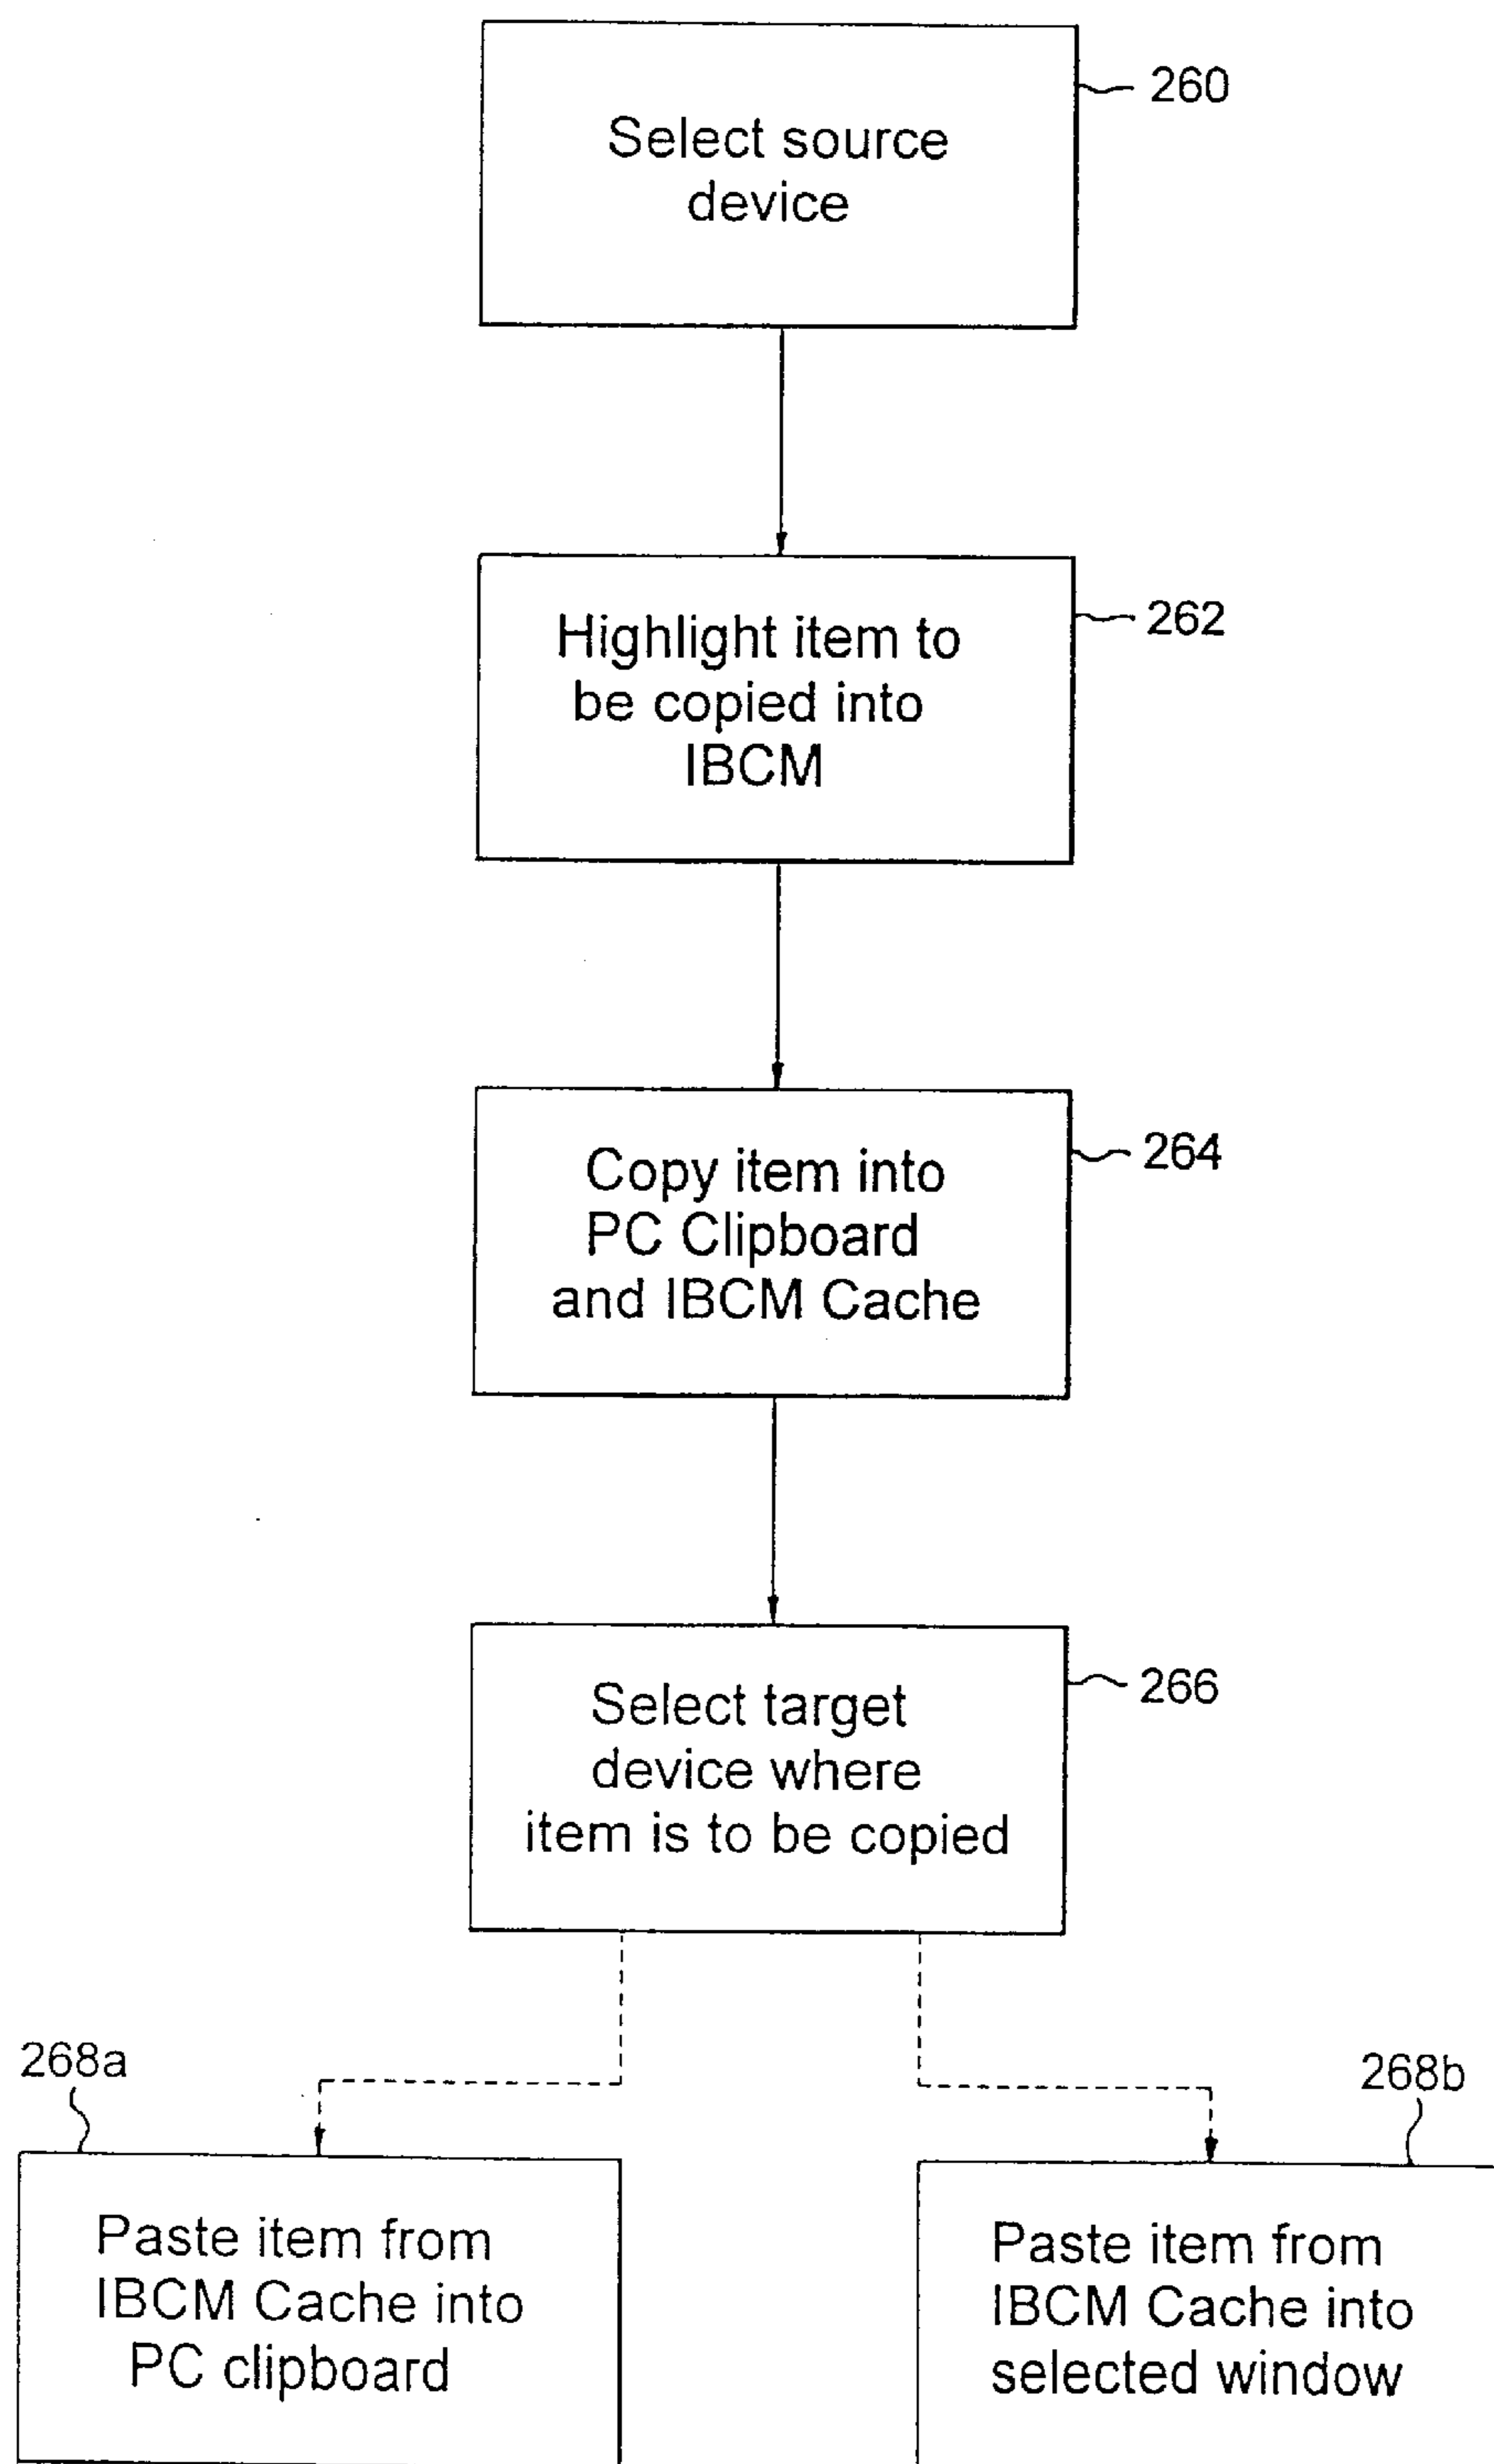 Select source
device
260
Highlight item to
be copied into
IBCM
262
Copy item into
PC Clipboard
and IBCM Cache
264
Select target
device where
item is to be copied
266
268a
268b
Paste item from
IBCM Cache into
PC clipboard
Paste item from
IBCM Cache into
selected window